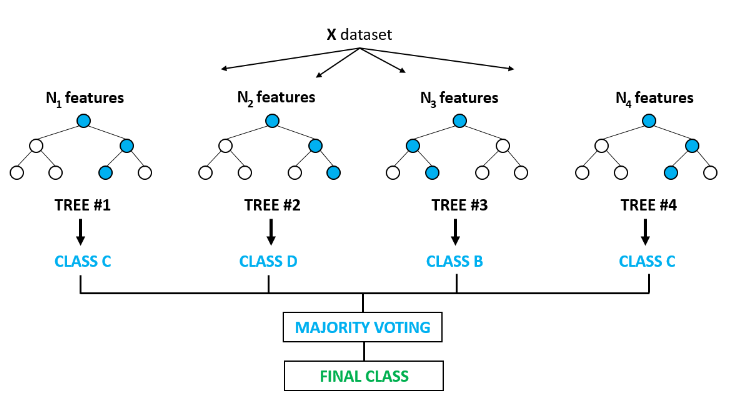 X dataset
N1 features
N2 features
N3 features
N4 features
TREE #1
TREE #2
TREE #3
TREE #4
CLASS C
CLASS D
CLASS B
CLASS C
MAJORITY VOTING
FINAL CLASS